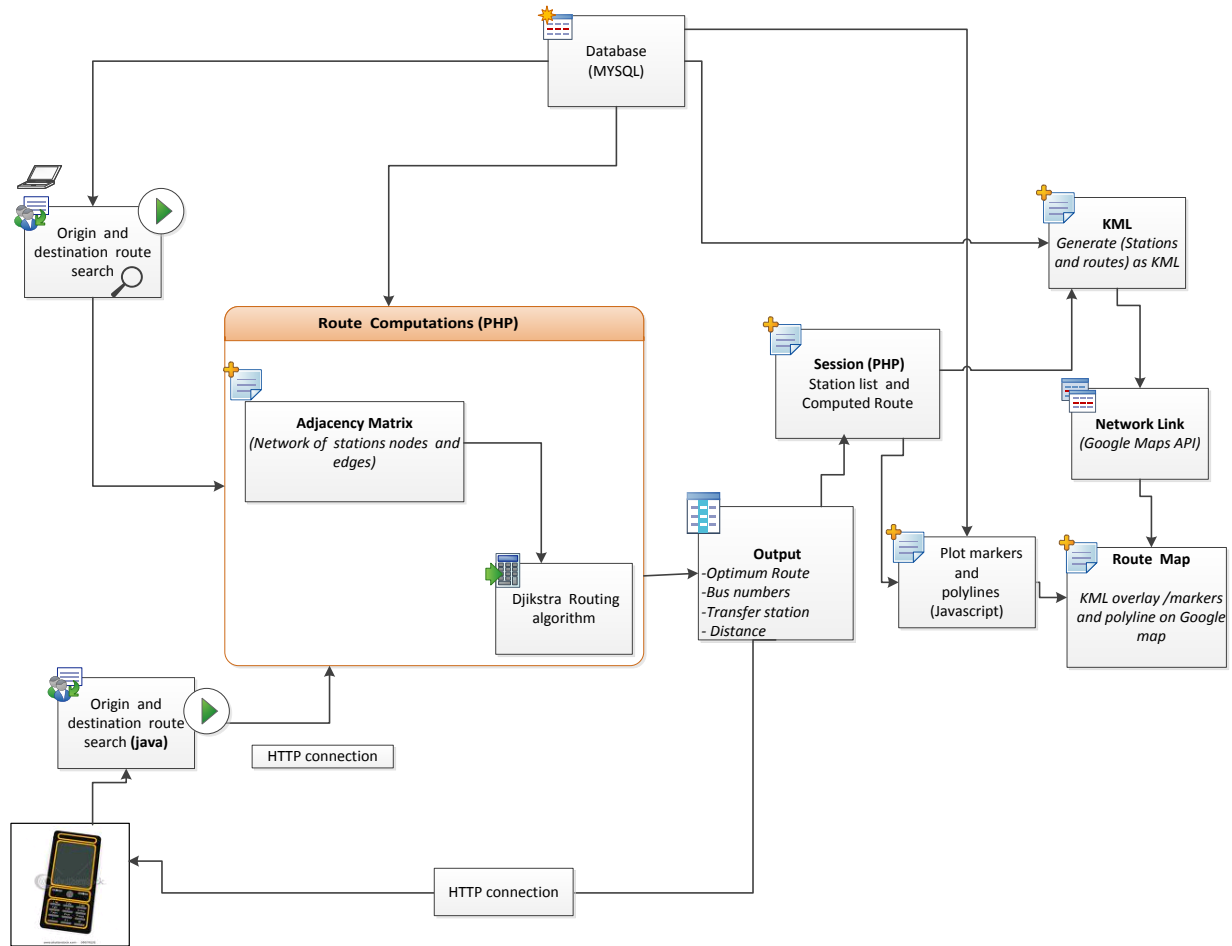 Database
(MYSQL)
Origin and
destination route
search
KML
Generate (Stations
and routes) as KML
Route Computations (PHP)
Session (PHP)
Station list and
Computed Route
Adjacency Matrix
(Network of stations nodes and
edges)
Network Link
(Google Maps API)
Output
-Optimum Route
-Bus numbers
-Transfer station
- Distance
Plot markers
and
polylines
(Javascript)
Route Map
KML overlay /markers
and polyline on Google
map
Djikstra Routing
algorithm
Origin and
destination route
search (java)
HTTP connection
HTTP connection